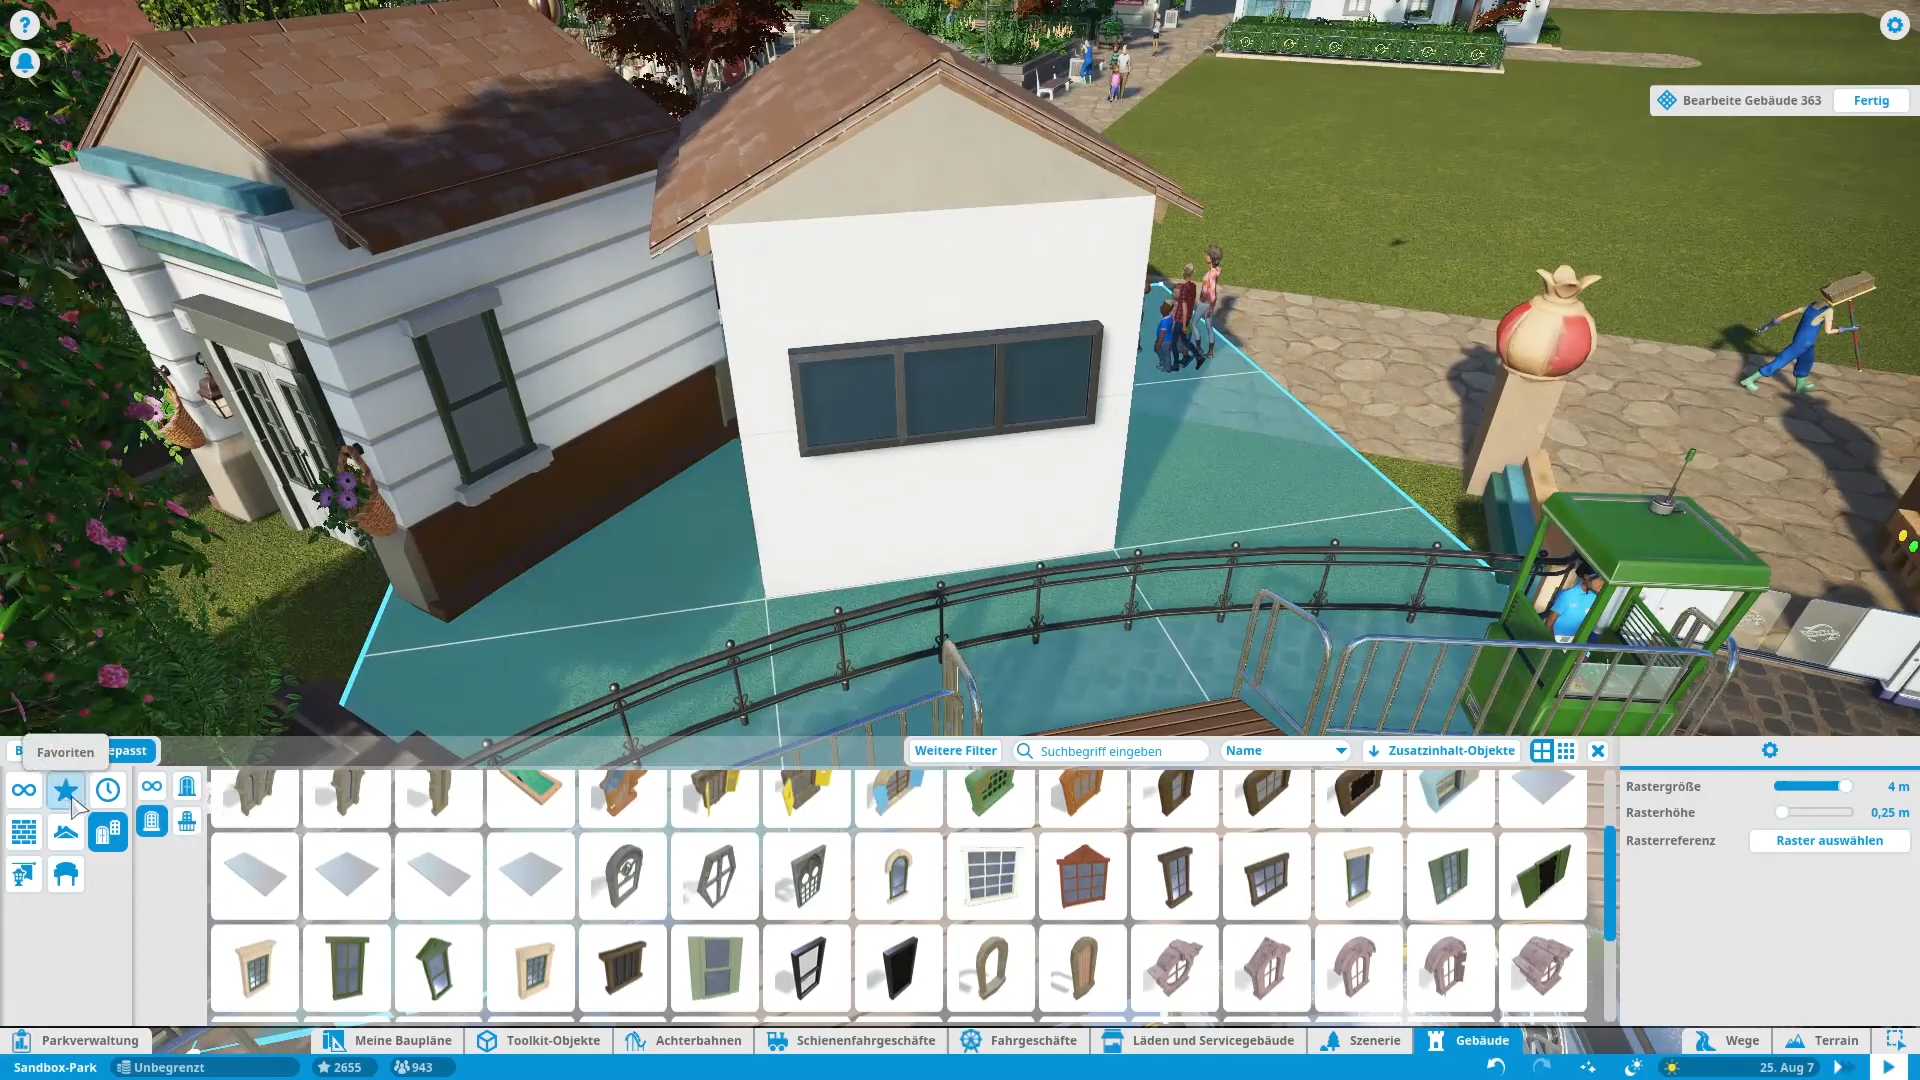 Bearbeite Gebäude 363
Fertig
Favoriten
epasst
Weitere Filter
Suchbegriff eingeben
Name
Zusatzinhalt-Objekte
Rastergröße
4 m
Rasterhöhe
0,25 m
Rasterreferenz
Raster auswählen
Parkverwaltung
Meine Baupläne
Toolkit-Objekte
Achterbahnen
Schienenfahrgeschäfte
Fahrgeschäfte
Läden und Servicegebäude
Szenerie
Gebäude
Wege
Terrain
Sandbox-Park
Unbegrenzt
2655
943
25. Aug 7